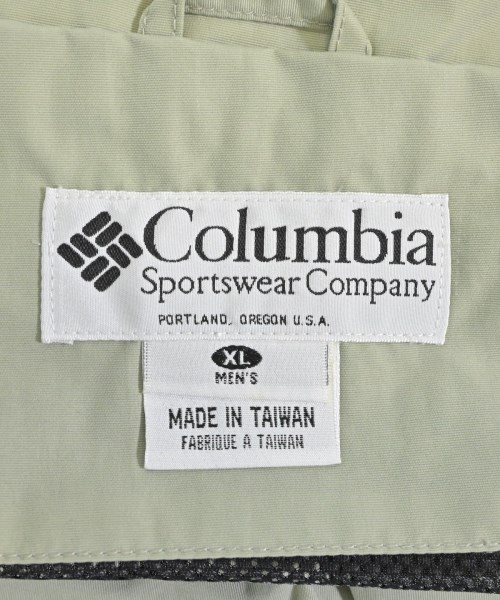 Columbia
Sportswear Company
PORTLAND, OREGON U.S.A.
XL
MEN'S
MADE IN TAIWAN
FABRIQUE A TAIWAN